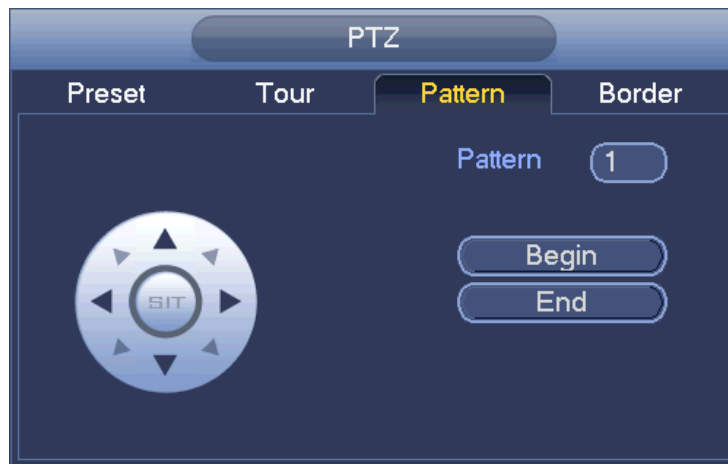 PTZ
Preset Tour Pattern Border
Pattern 1
Begin
SIT
End